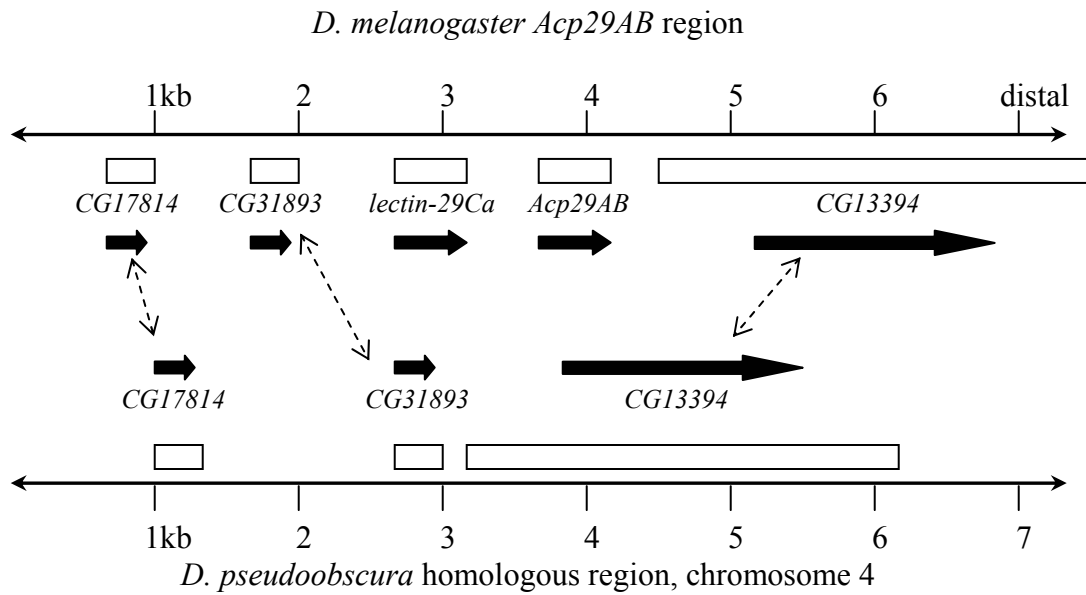 D. melanogaster Acp29AB region
1kb 2 3 4 5 6 distal
CG17814 CG31893 lectin-29Ca Acp29AB CG13394
CG17814 CG31893 CG13394
1kb 2 3 4 5 6 7
D. pseudoobscura homologous region, chromosome 4